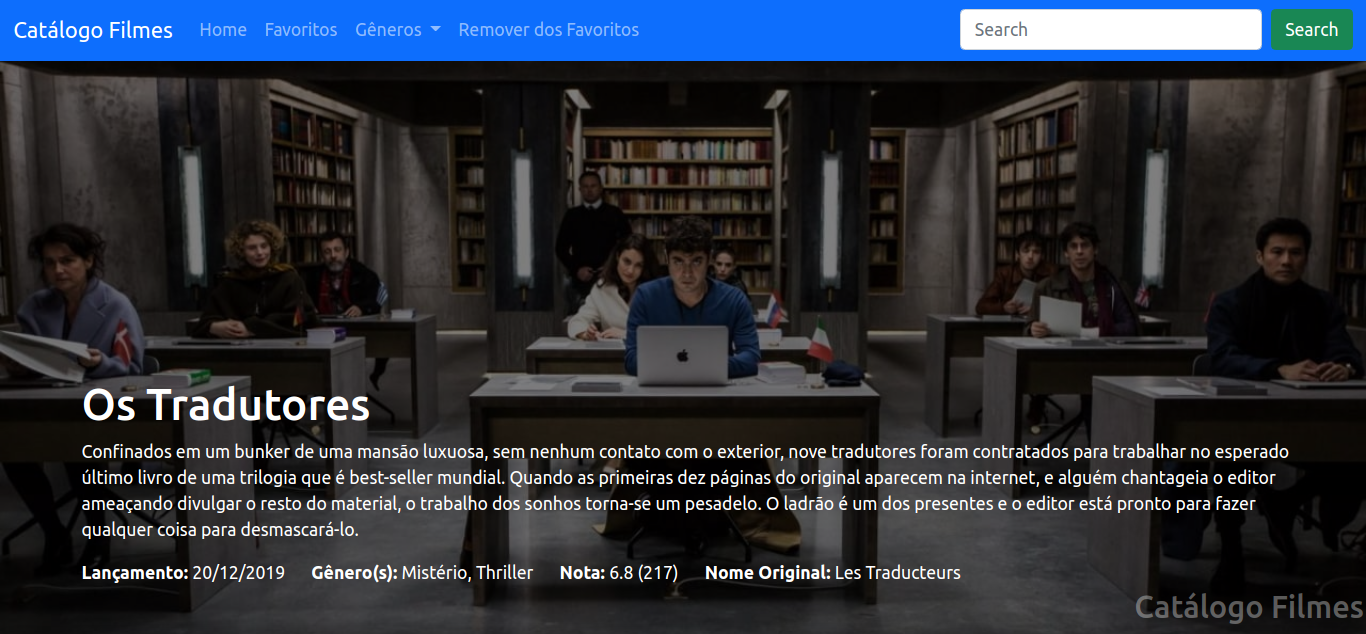 Catálogo Filmes Home Favoritos Gêneros Remover dos Favoritos Search Search
Os Tradutores
Confinados em um bunker de uma mansão luxuosa, sem nenhum contato com o exterior, nove tradutores foram contratados para trabalhar no esperado
último livro de uma trilogia que é best-seller mundial. Quando as primeiras dez páginas do original aparecem na internet, e alguém chantageia o editor
ameaçando divulgar o resto do material, o trabalho dos sonhos torna-se um pesadelo. O ladrão é um dos presentes e o editor está pronto para fazer
qualquer coisa para desmascará-lo.
Lançamento: 20/12/2019 Gênero(s): Mistério, Thriller Nota: 6.8 (217) Nome Original: Les Traducteurs
Catálogo Filmes